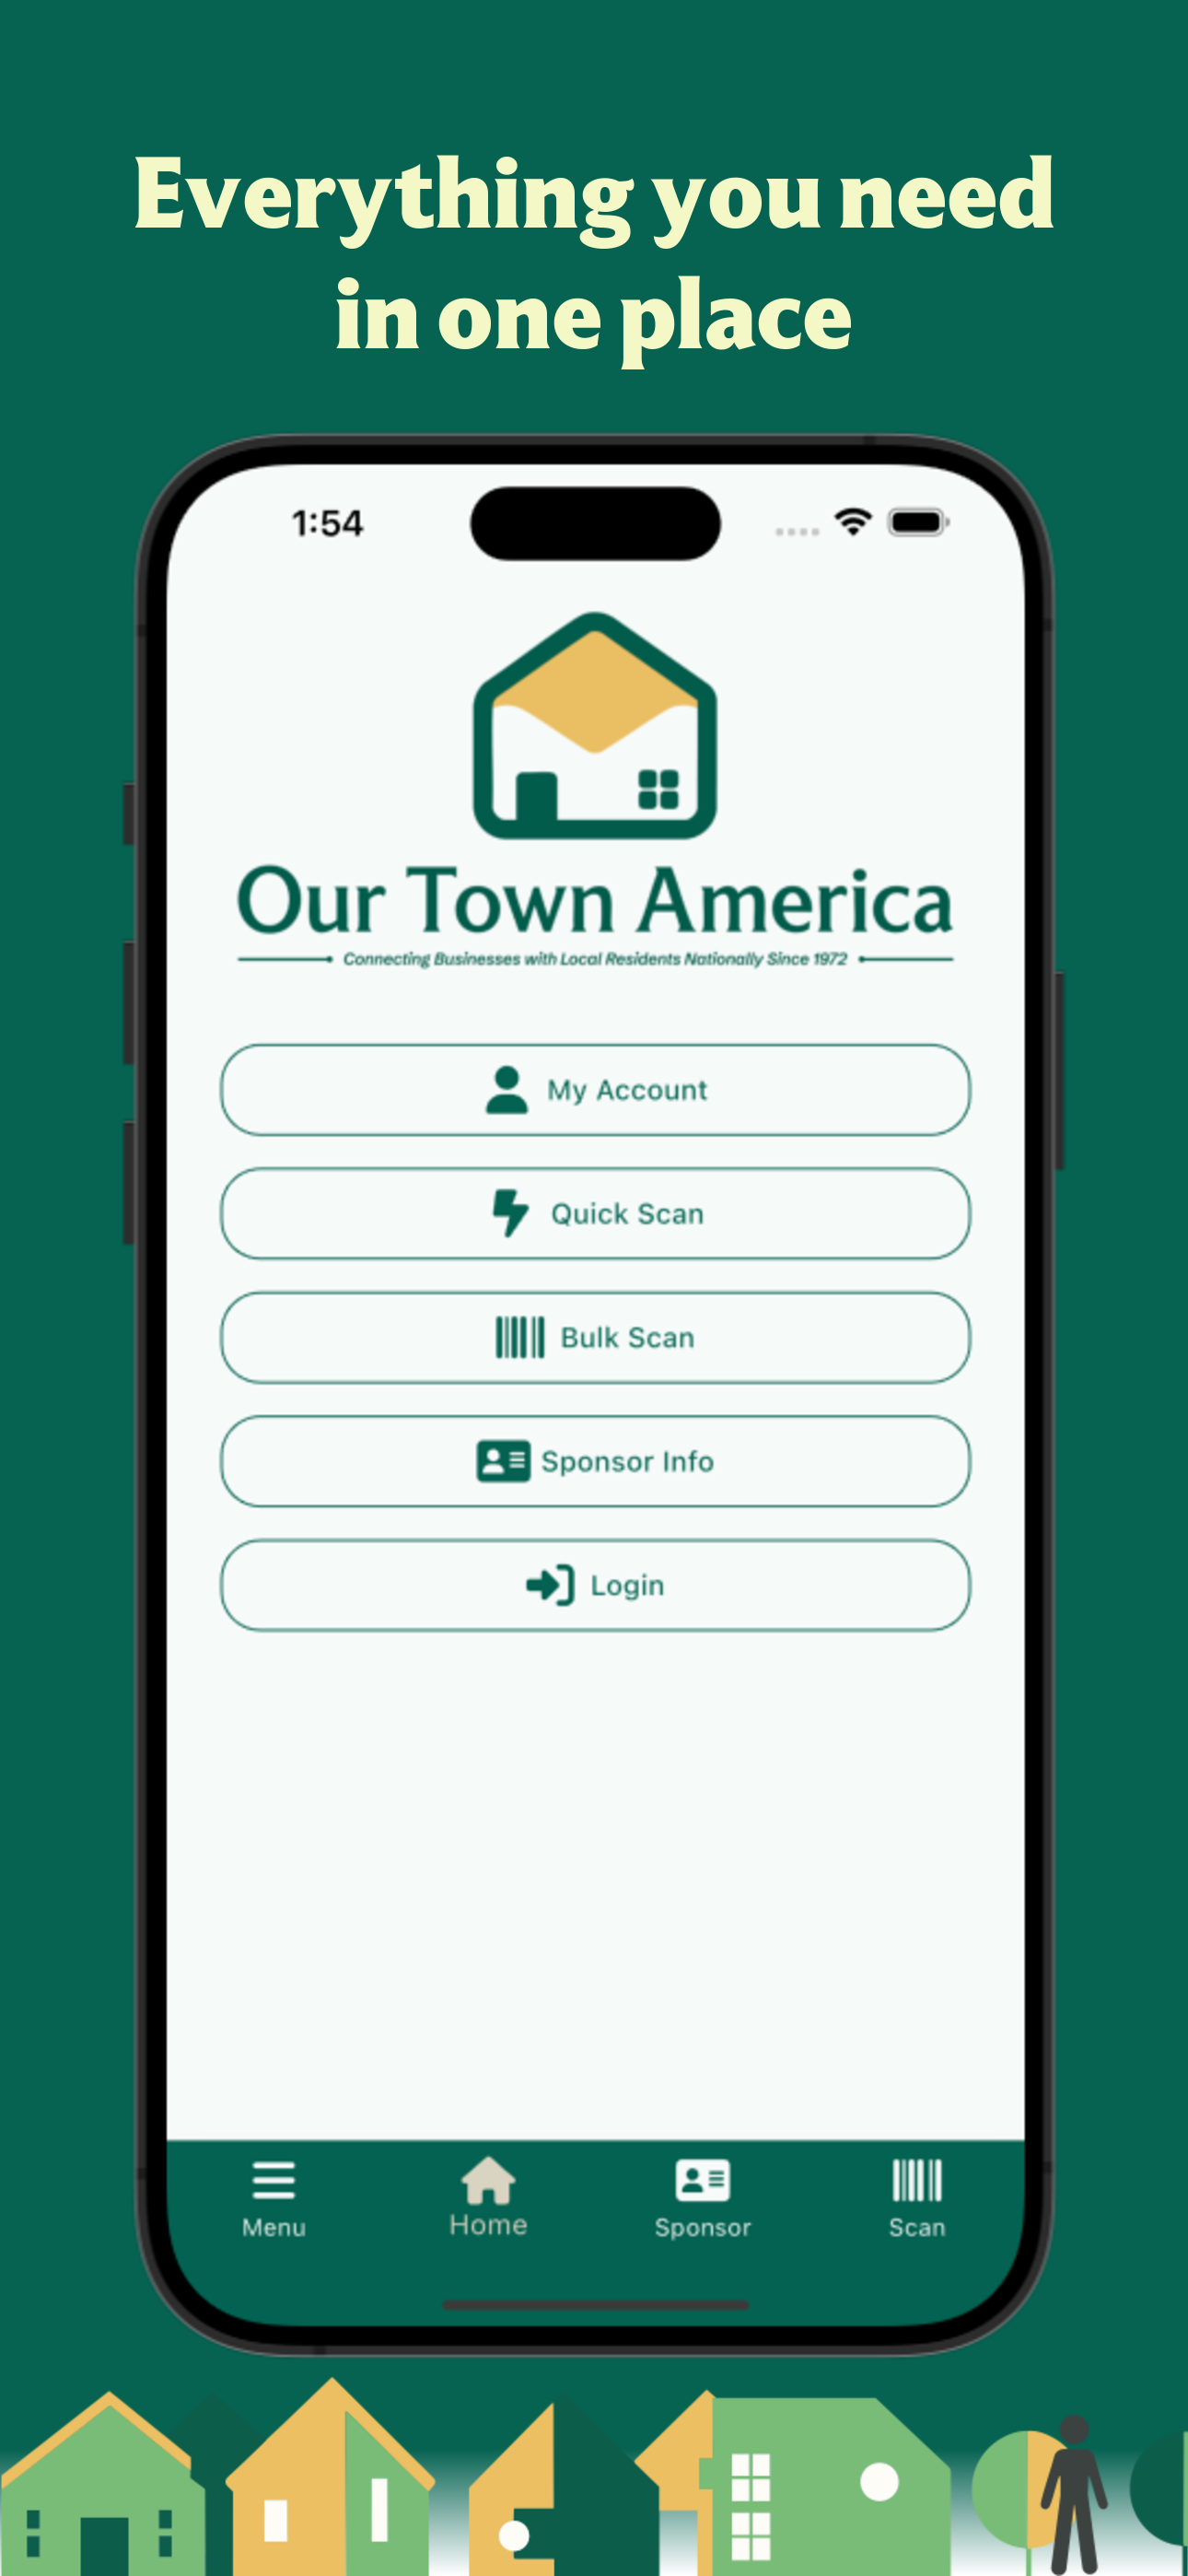 Everything you need
in one place
1:54
Our Town America
Connecting Businesses with Local Residents Nationally Since 1972
My Account
Quick Scan
Bulk Scan
Sponsor Info
Login
Menu
Home
Sponsor
Scan